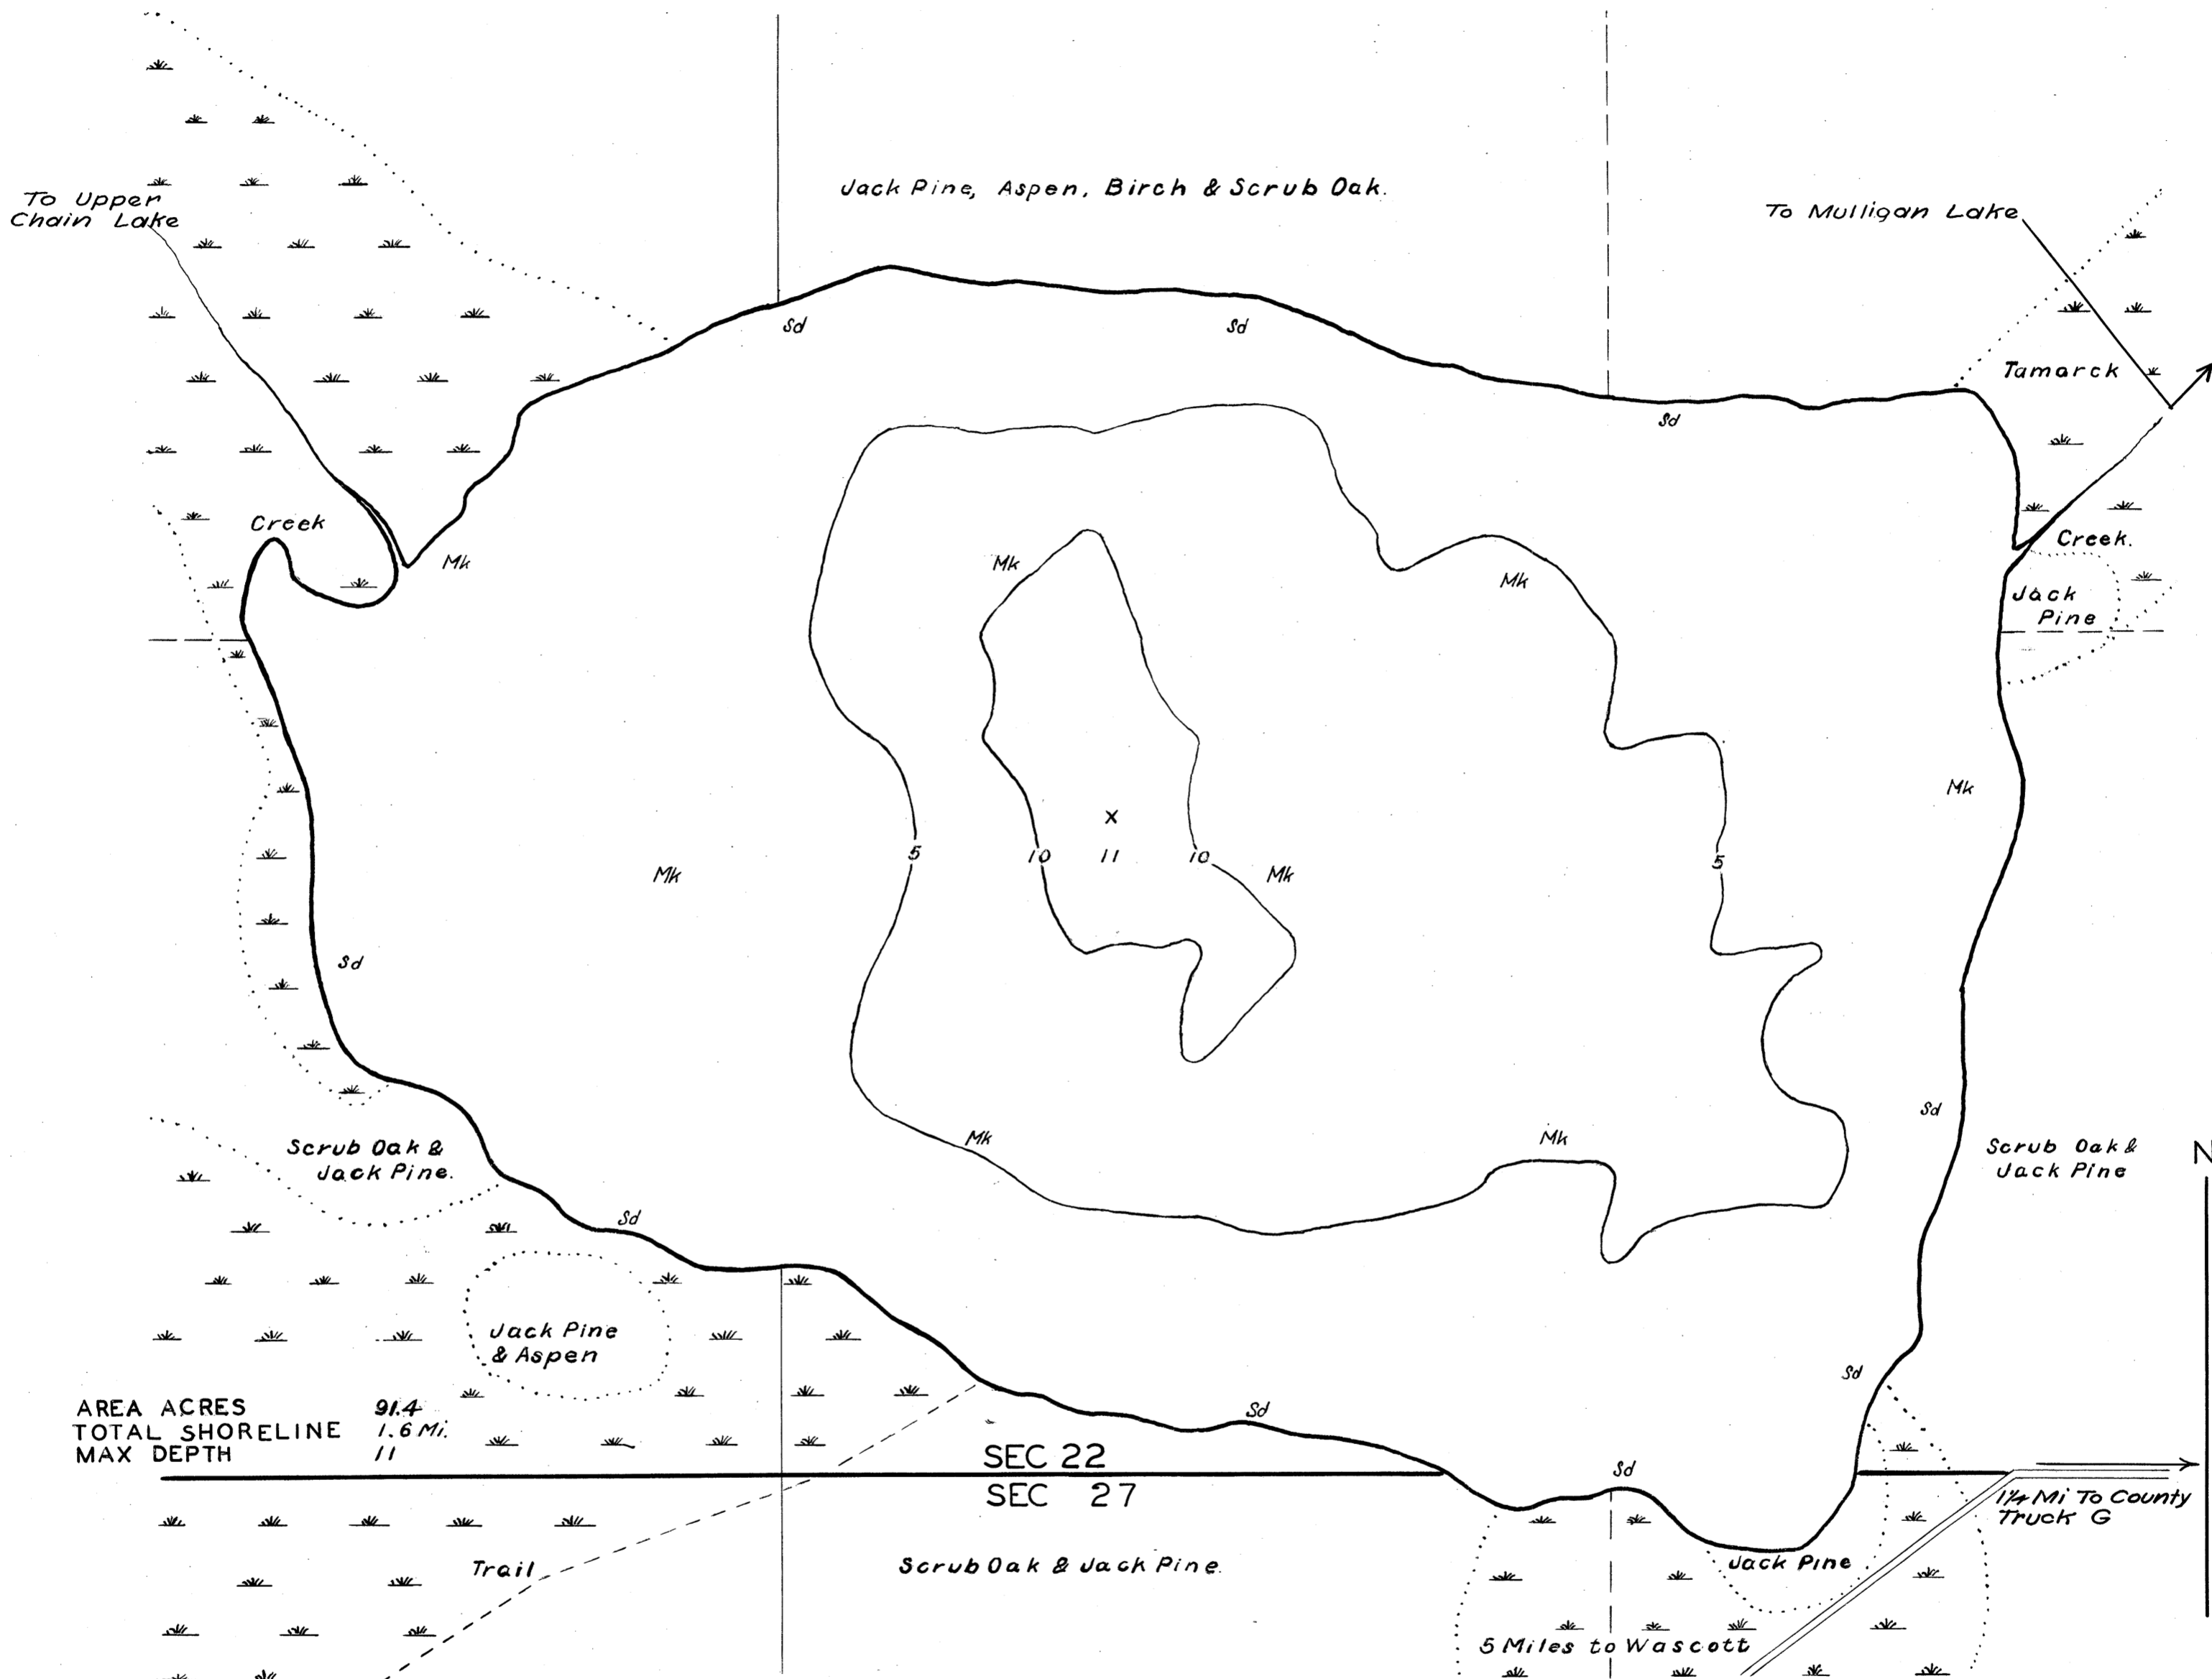 To Upper
Chain Lake
Jack Pine, Aspen, Birch & Scrub Oak.
To Mulligan Lake
Sd
Sd
Tamarck
Sd
Creek
Creek.
Mk
Mk
Mk
Jack
Pine
Mk
5
10
X
11
10
5
Mk
Mk
Sd
Sd
Mk
Mk
Scrub Oak &
Jack Pine.
Scrub Oak &
Jack Pine
N
Sd
Jack Pine
& Aspen
Sd
AREA ACRES 91.4
TOTAL SHORELINE 1.6 Mi.
MAX DEPTH 11
Sd
SEC 22
Sd
SEC 27
1¼ Mi To County
Truck G
Trail
Scrub Oak & Jack Pine.
Jack Pine
5 Miles to Wascott